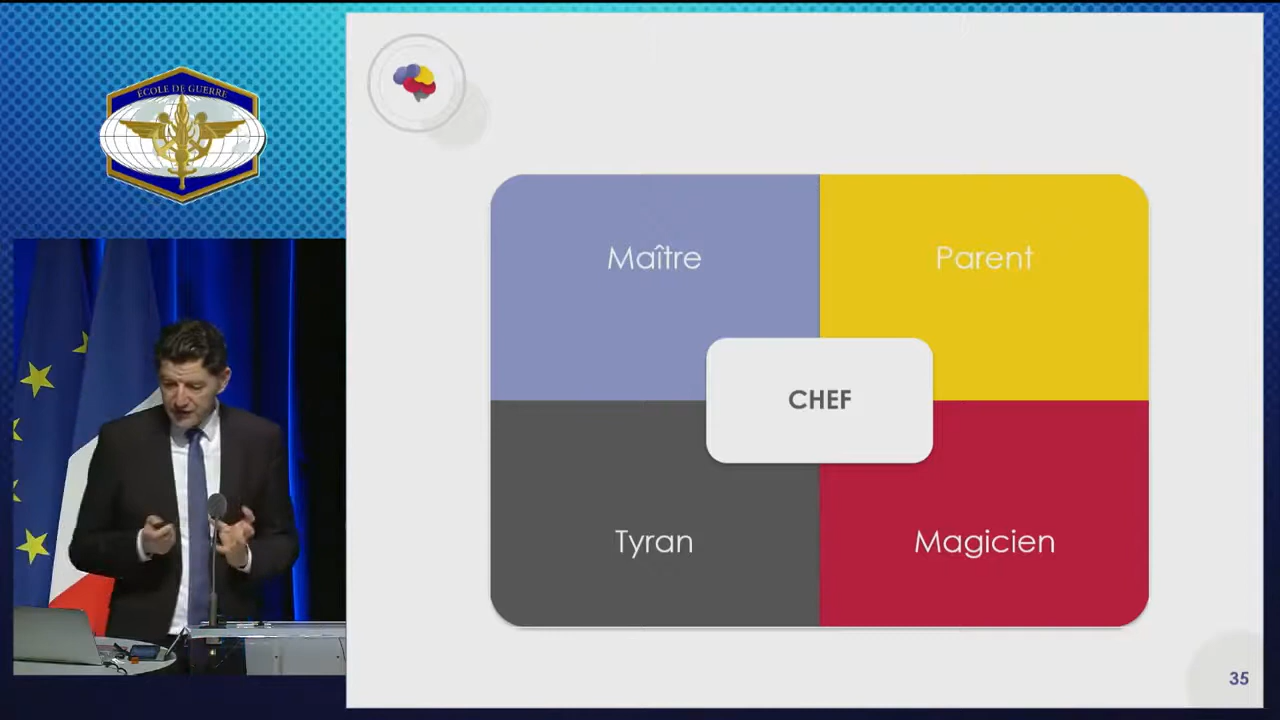 ECOLE DE GUERRE
Maître
Parent
CHEF
Tyran
Magicien
35